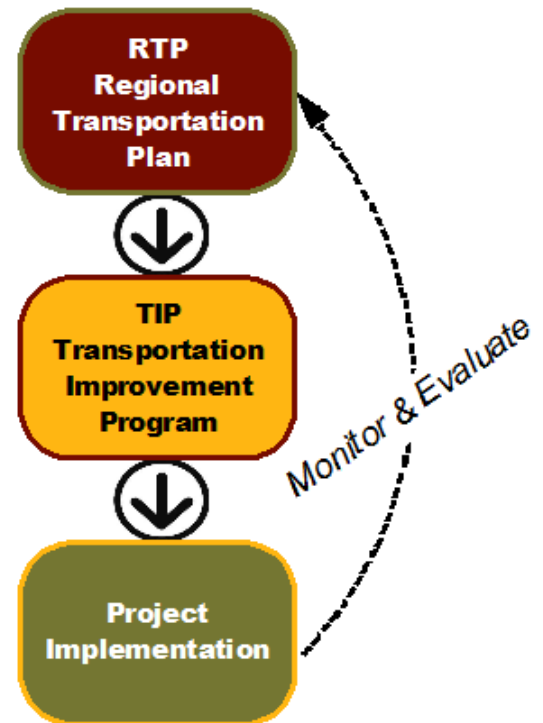 RTP
Regional
Transportation
Plan
TIP
Transportation
Improvement
Program
Monitor & Evaluate
Project
Implementation